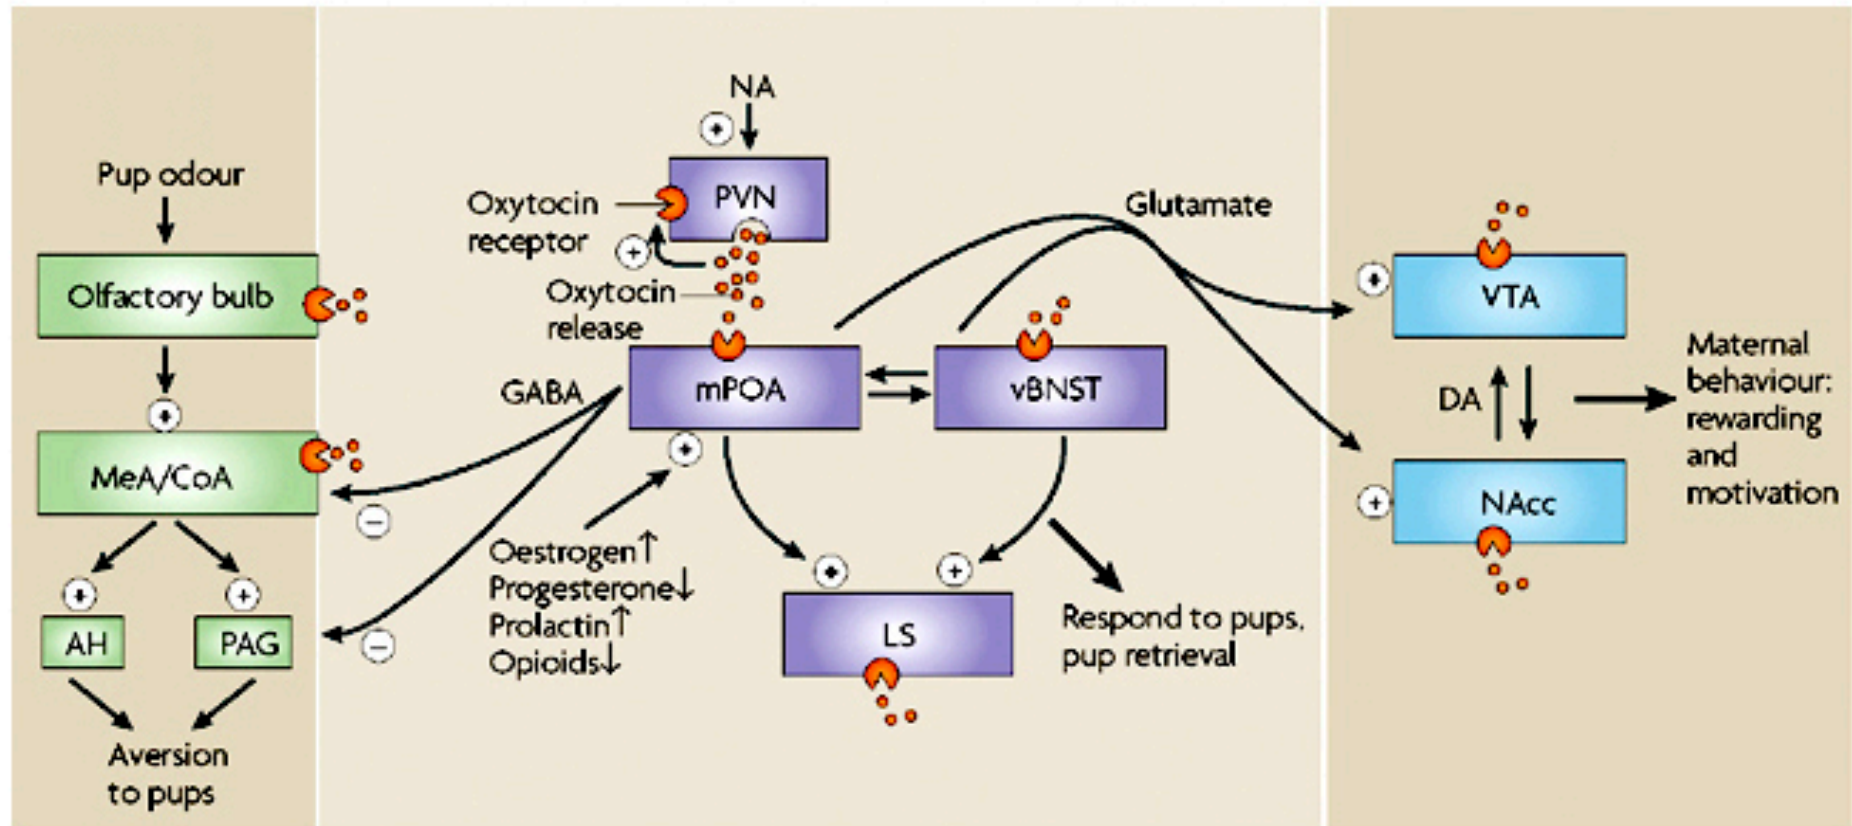 Pup odour
Olfactory bulb
+
MeA/CoA
+
+
AH
PAG
Aversion
to pups
NA
+
PVN
Oxytocin
receptor
+
Oxytocin
release
GABA
mPOA
vBNST
−
−
+
Oestrogen↑
Progesterone↓
Prolactin↑
Opioids↓
+
+
LS
Respond to pups,
pup retrieval
Glutamate
+
VTA
DA
+
NAcc
Maternal
behaviour:
rewarding
and
motivation